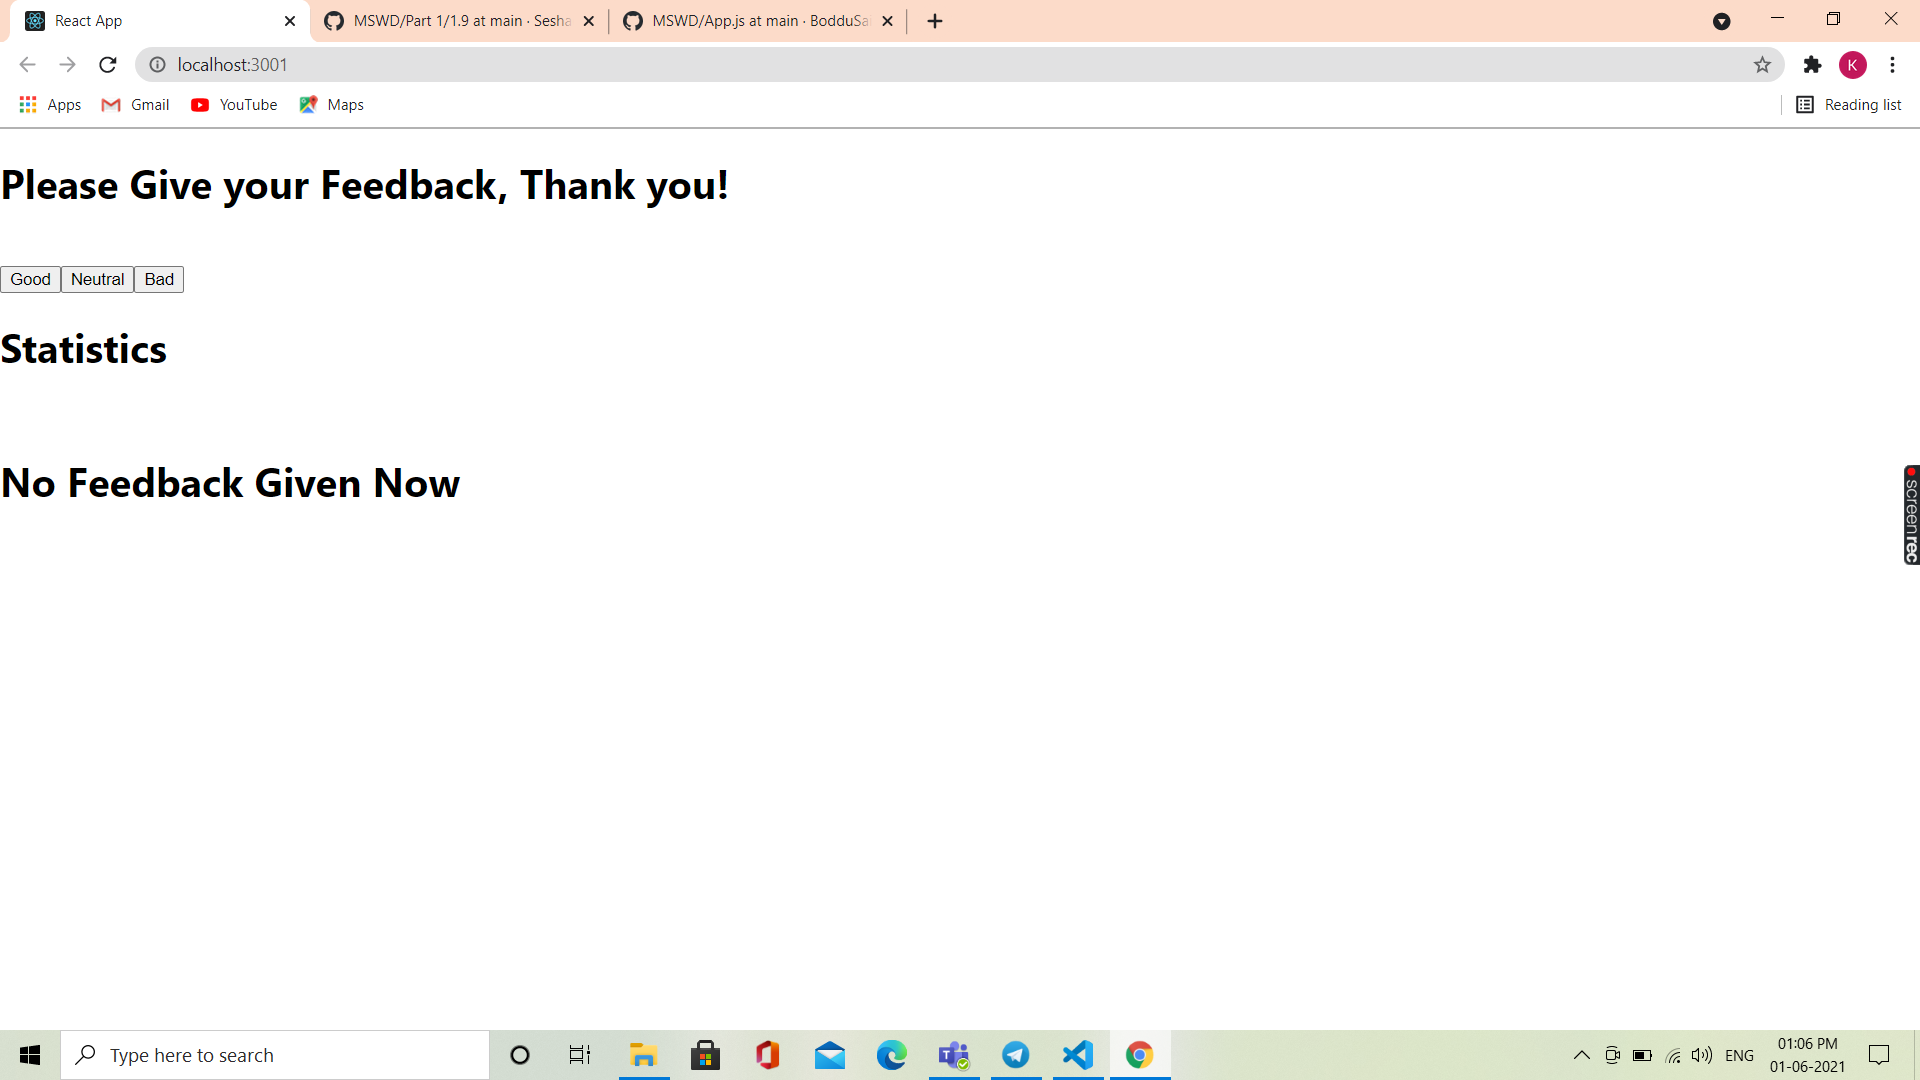 React App
MSWD/Part 1/1.9 at main · Sesha
MSWD/App.js at main · BodduSai
localhost:3001
K
Apps
Gmail
YouTube
Maps
Reading list
Please Give your Feedback, Thank you!
Good
Neutral
Bad
Statistics
No Feedback Given Now
screenrec
Type here to search
ENG
01:06 PM
01-06-2021